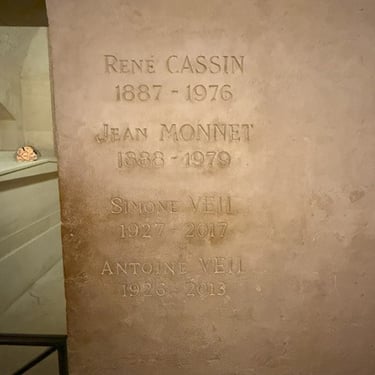 René CASSIN
1887 - 1976
Jean MONNET
1888 - 1979
Simone VEIL
1927 - 2017
Antoine VEIL
1926 - 2013